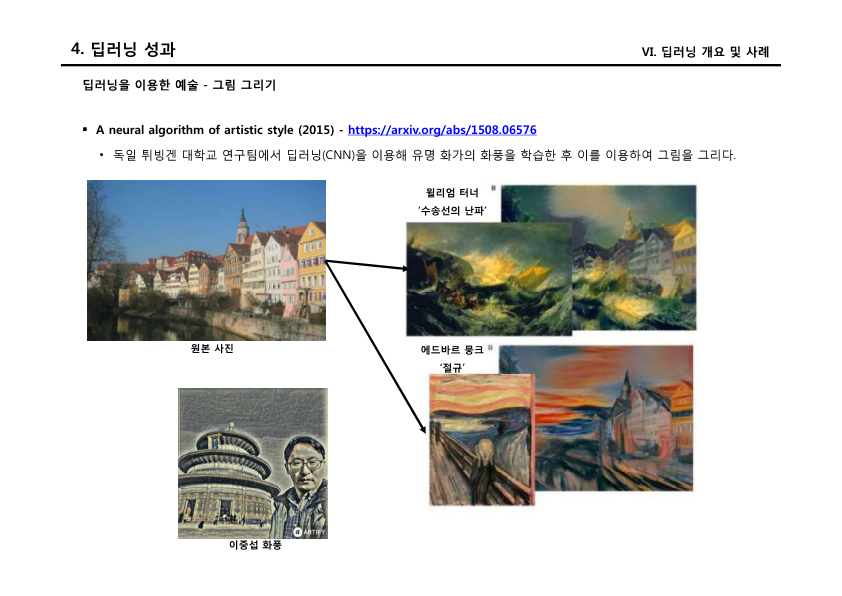 4. 딥러닝 성과
VI. 딥러닝 개요 및 사례
딥러닝을 이용한 예술 - 그림 그리기
▪ A neural algorithm of artistic style (2015) - https://arxiv.org/abs/1508.06576
• 독일 튀빙겐 대학교 연구팀에서 딥러닝(CNN)을 이용해 유명 화가의 화풍을 학습한 후 이를 이용하여 그림을 그리다.
윌리엄 터너
‘수송선의 난파’
B
원본 사진
에드바르 뭉크
‘절규’
D
ARTIFY
이중섭 화풍